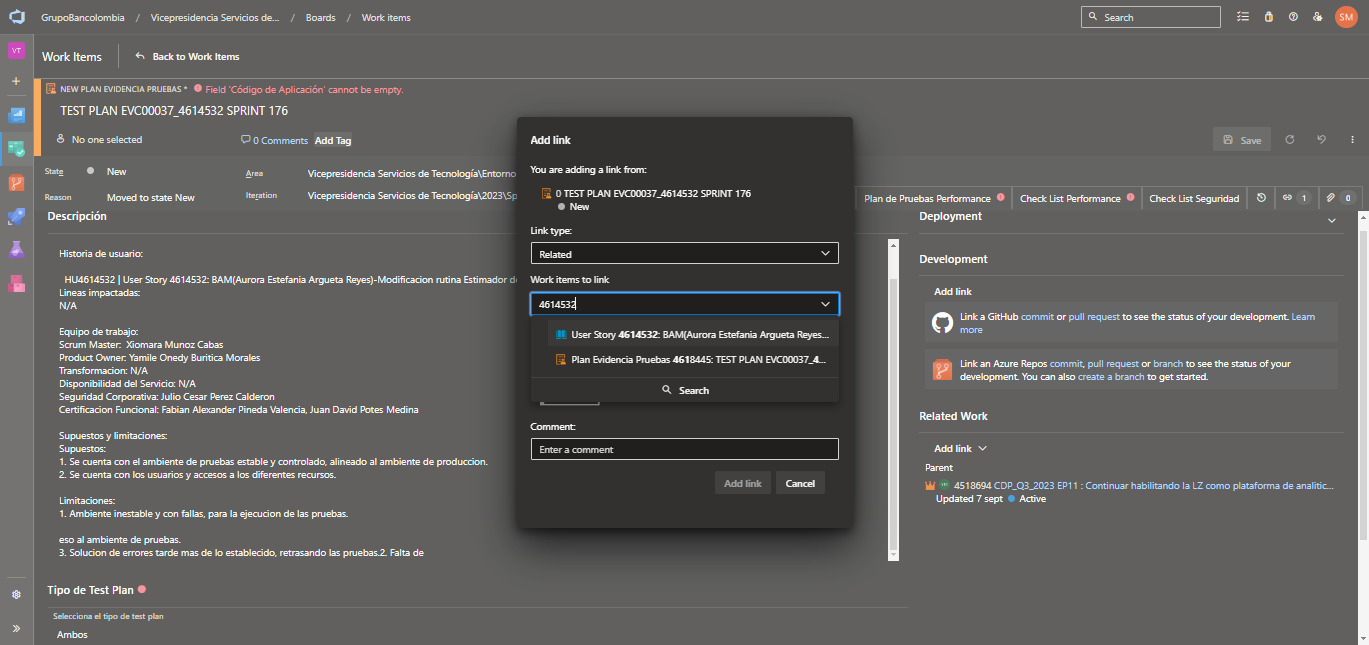 GrupoBancolombia / Vicepresidencia Servicios de... / Boards / Work items
Search
SM
VT
Work Items
Back to Work Items
NEW PLAN EVIDENCIA PRUEBAS *
Field 'Código de Aplicación' cannot be empty.
TEST PLAN EVC00037_4614532 SPRINT 176
No one selected
0 Comments
Add Tag
Save
State
New
Area
Vicepresidencia Servicios de Tecnología\Entorno
Reason
Moved to state New
Iteration
Vicepresidencia Servicios de Tecnología\2023\Sp
Plan de Pruebas Performance
Check List Performance
Check List Seguridad
1
0
Descripción
Historia de usuario:
HU4614532 | User Story 4614532: BAM(Aurora Estefania Argueta Reyes)-Modificacion rutina Estimador d
Lineas impactadas:
N/A
Equipo de trabajo:
Scrum Master: Xiomara Munoz Cabas
Product Owner: Yamile Onedy Buritica Morales
Transformacion: N/A
Disponibilidad del Servicio: N/A
Seguridad Corporativa: Julio Cesar Perez Calderon
Certificacion Funcional: Fabian Alexander Pineda Valencia, Juan David Potes Medina
Supuestos y limitaciones:
Supuestos:
1. Se cuenta con el ambiente de pruebas estable y controlado, alineado al ambiente de produccion.
2. Se cuenta con los usuarios y accesos a los diferentes recursos.
Limitaciones:
1. Ambiente inestable y con fallas, para la ejecucion de las pruebas.
eso al ambiente de pruebas.
3. Solucion de errores tarde mas de lo establecido, retrasando las pruebas.2. Falta de
Tipo de Test Plan
Selecciona el tipo de test plan
Ambos
Add link
You are adding a link from:
0 TEST PLAN EVC00037_4614532 SPRINT 176
New
Link type:
Related
Work items to link
4614532
User Story 4614532: BAM(Aurora Estefania Argueta Reyes...
Plan Evidencia Pruebas 4618445: TEST PLAN EVC00037_4...
Search
Comment:
Enter a comment
Add link
Cancel
Deployment
Development
Add link
Link a GitHub commit or pull request to see the status of your development. Learn
more
Link an Azure Repos commit, pull request or branch to see the status of your
development. You can also create a branch to get started.
Related Work
Add link
Parent
4518694 CDP_Q3_2023 EP11 : Continuar habilitando la LZ como plataforma de analitic...
Updated 7 sept
Active